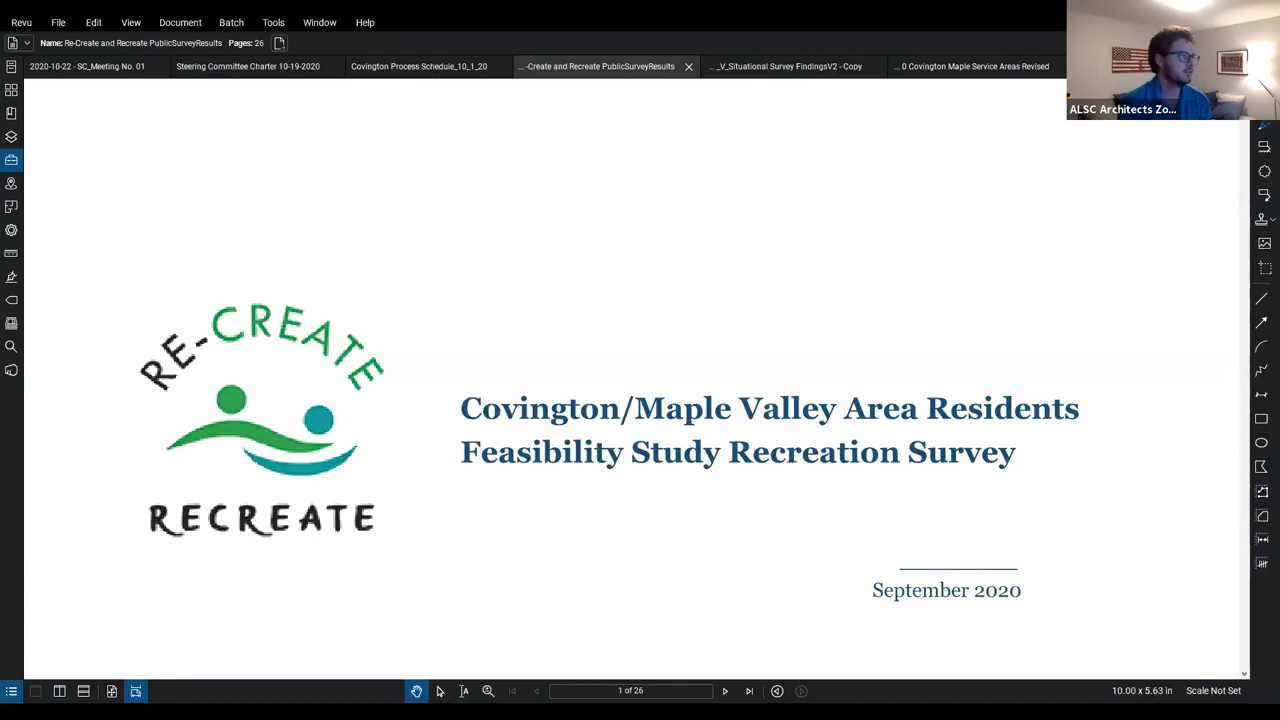 Revu File Edit View Document Batch Tools Window Help
Name: Re-Create and Recreate PublicSurveyResults Pages: 26
2020-10-22 - SC_Meeting No. 01 Steering Committee Charter 10-19-2020 Covington Process Schedule_10_1_20 ... -Create and Recreate PublicSurveyResults ..._V_Situational Survey FindingsV2 - Copy ... 0 Covington Maple Service Areas Revised
ALSC Architects Zo...
RE-CREATE
RECREATE
Covington/Maple Valley Area Residents
Feasibility Study Recreation Survey
September 2020
1 of 26 10.00 x 5.63 in Scale Not Set